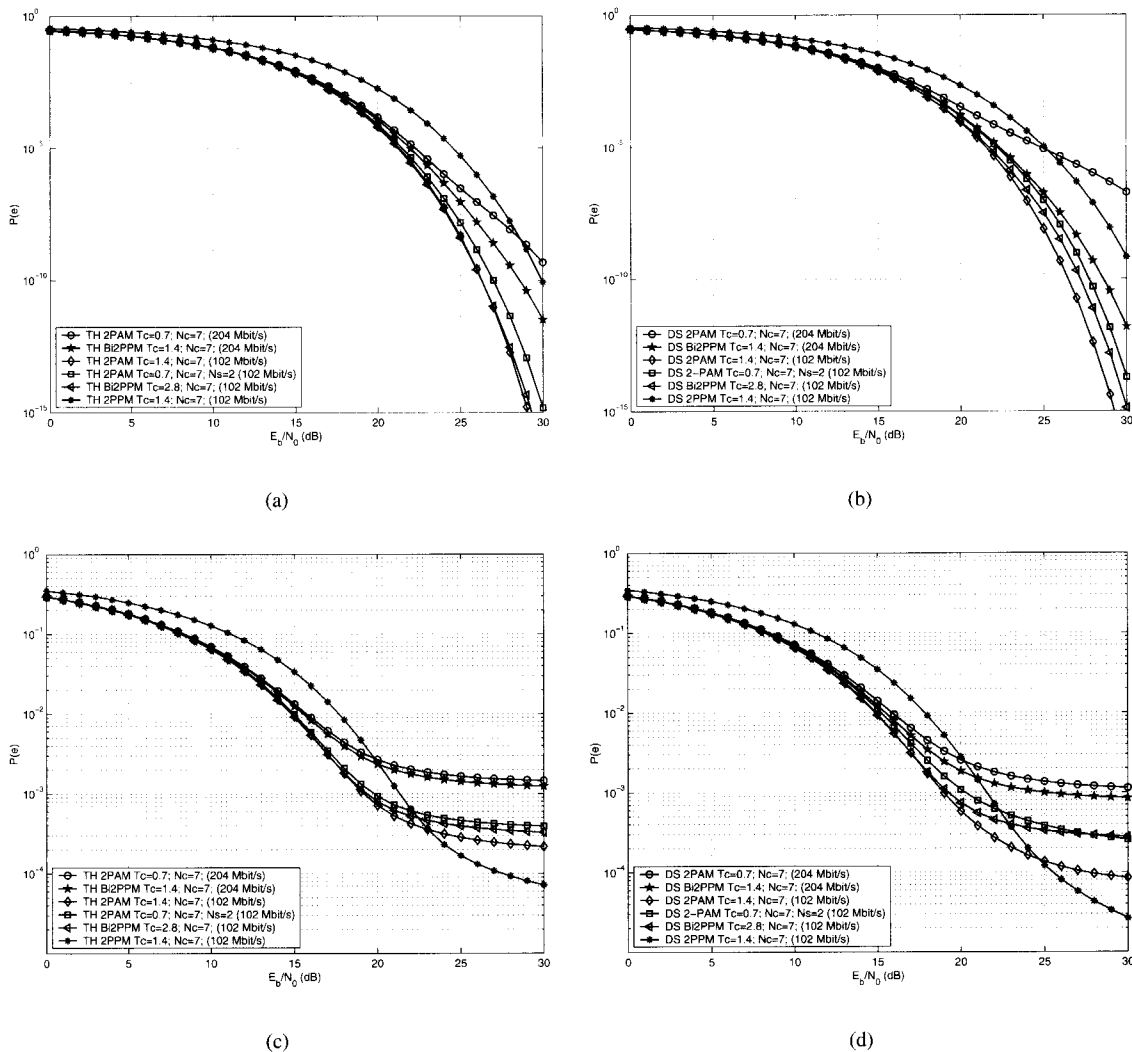 10^0
10^-5
10^-10
10^-15
P(e)
0 5 10 15 20 25 30
E_b/N_0 (dB)
TH 2PAM Tc=0.7; Nc=7; (204 Mbit/s)
TH Bi2PPM Tc=1.4; Nc=7; (204 Mbit/s)
TH 2PAM Tc=1.4; Nc=7; (102 Mbit/s)
TH 2PAM Tc=0.7; Nc=7; Ns=2 (102 Mbit/s)
TH Bi2PPM Tc=2.8; Nc=7; (102 Mbit/s)
TH 2PPM Tc=1.4; Nc=7; (102 Mbit/s)
(a)
10^0
10^-5
10^-10
10^-15
P(e)
0 5 10 15 20 25 30
E_b/N_0 (dB)
DS 2PAM Tc=0.7; Nc=7; (204 Mbit/s)
DS Bi2PPM Tc=1.4; Nc=7; (204 Mbit/s)
DS 2PAM Tc=1.4; Nc=7; (102 Mbit/s)
DS 2-PAM Tc=0.7; Nc=7; Ns=2 (102 Mbit/s)
DS Bi2PPM Tc=2.8; Nc=7; (102 Mbit/s)
DS 2PPM Tc=1.4; Nc=7; (102 Mbit/s)
(b)
10^0
10^-1
10^-2
10^-3
10^-4
P(e)
0 5 10 15 20 25 30
E_b/N_0 (dB)
TH 2PAM Tc=0.7; Nc=7; (204 Mbit/s)
TH Bi2PPM Tc=1.4; Nc=7; (204 Mbit/s)
TH 2PAM Tc=1.4; Nc=7; (102 Mbit/s)
TH 2PAM Tc=0.7; Nc=7; Ns=2 (102 Mbit/s)
TH Bi2PPM Tc=2.8; Nc=7; (102 Mbit/s)
TH 2PPM Tc=1.4; Nc=7; (102 Mbit/s)
(c)
10^0
10^-1
10^-2
10^-3
10^-4
P(e)
0 5 10 15 20 25 30
E_b/N_0 (dB)
DS 2PAM Tc=0.7; Nc=7; (204 Mbit/s)
DS Bi2PPM Tc=1.4; Nc=7; (204 Mbit/s)
DS 2PAM Tc=1.4; Nc=7; (102 Mbit/s)
DS 2-PAM Tc=0.7; Nc=7; Ns=2 (102 Mbit/s)
DS Bi2PPM Tc=2.8; Nc=7; (102 Mbit/s)
DS 2PPM Tc=1.4; Nc=7; (102 Mbit/s)
(d)